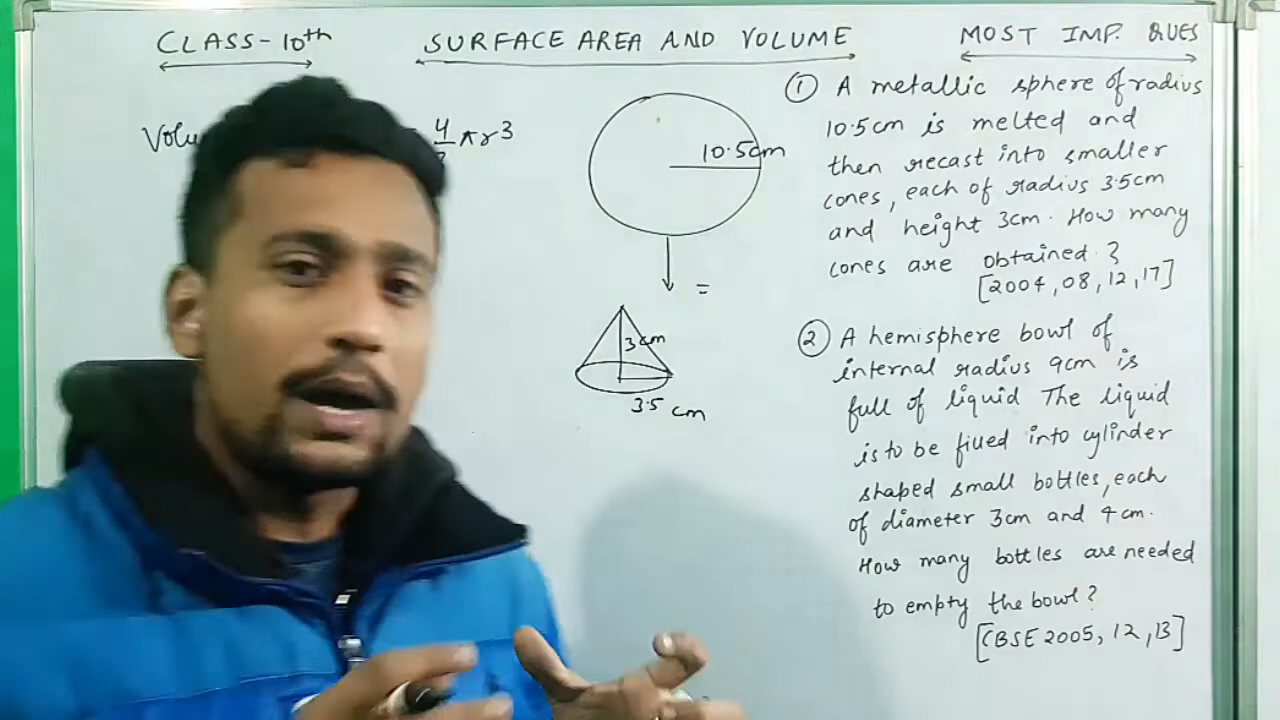 CLASS-10th
SURFACE AREA AND VOLUME
MOST IMP. QUES
4
πr³
10.5cm
=
3cm
3.5 cm
① A metallic sphere of radius
10.5cm is melted and
then recast into smaller
cones, each of radius 3.5cm
and height 3cm. How many
cones are obtained.?
[2004,08,12,17]
② A hemisphere bowl of
internal radius 9cm is
full of liquid The liquid
is to be filled into cylinder
shaped small bottles, each
of diameter 3cm and 4cm.
How many bottles are needed
to empty the bowl?
[CBSE 2005, 12, 13]